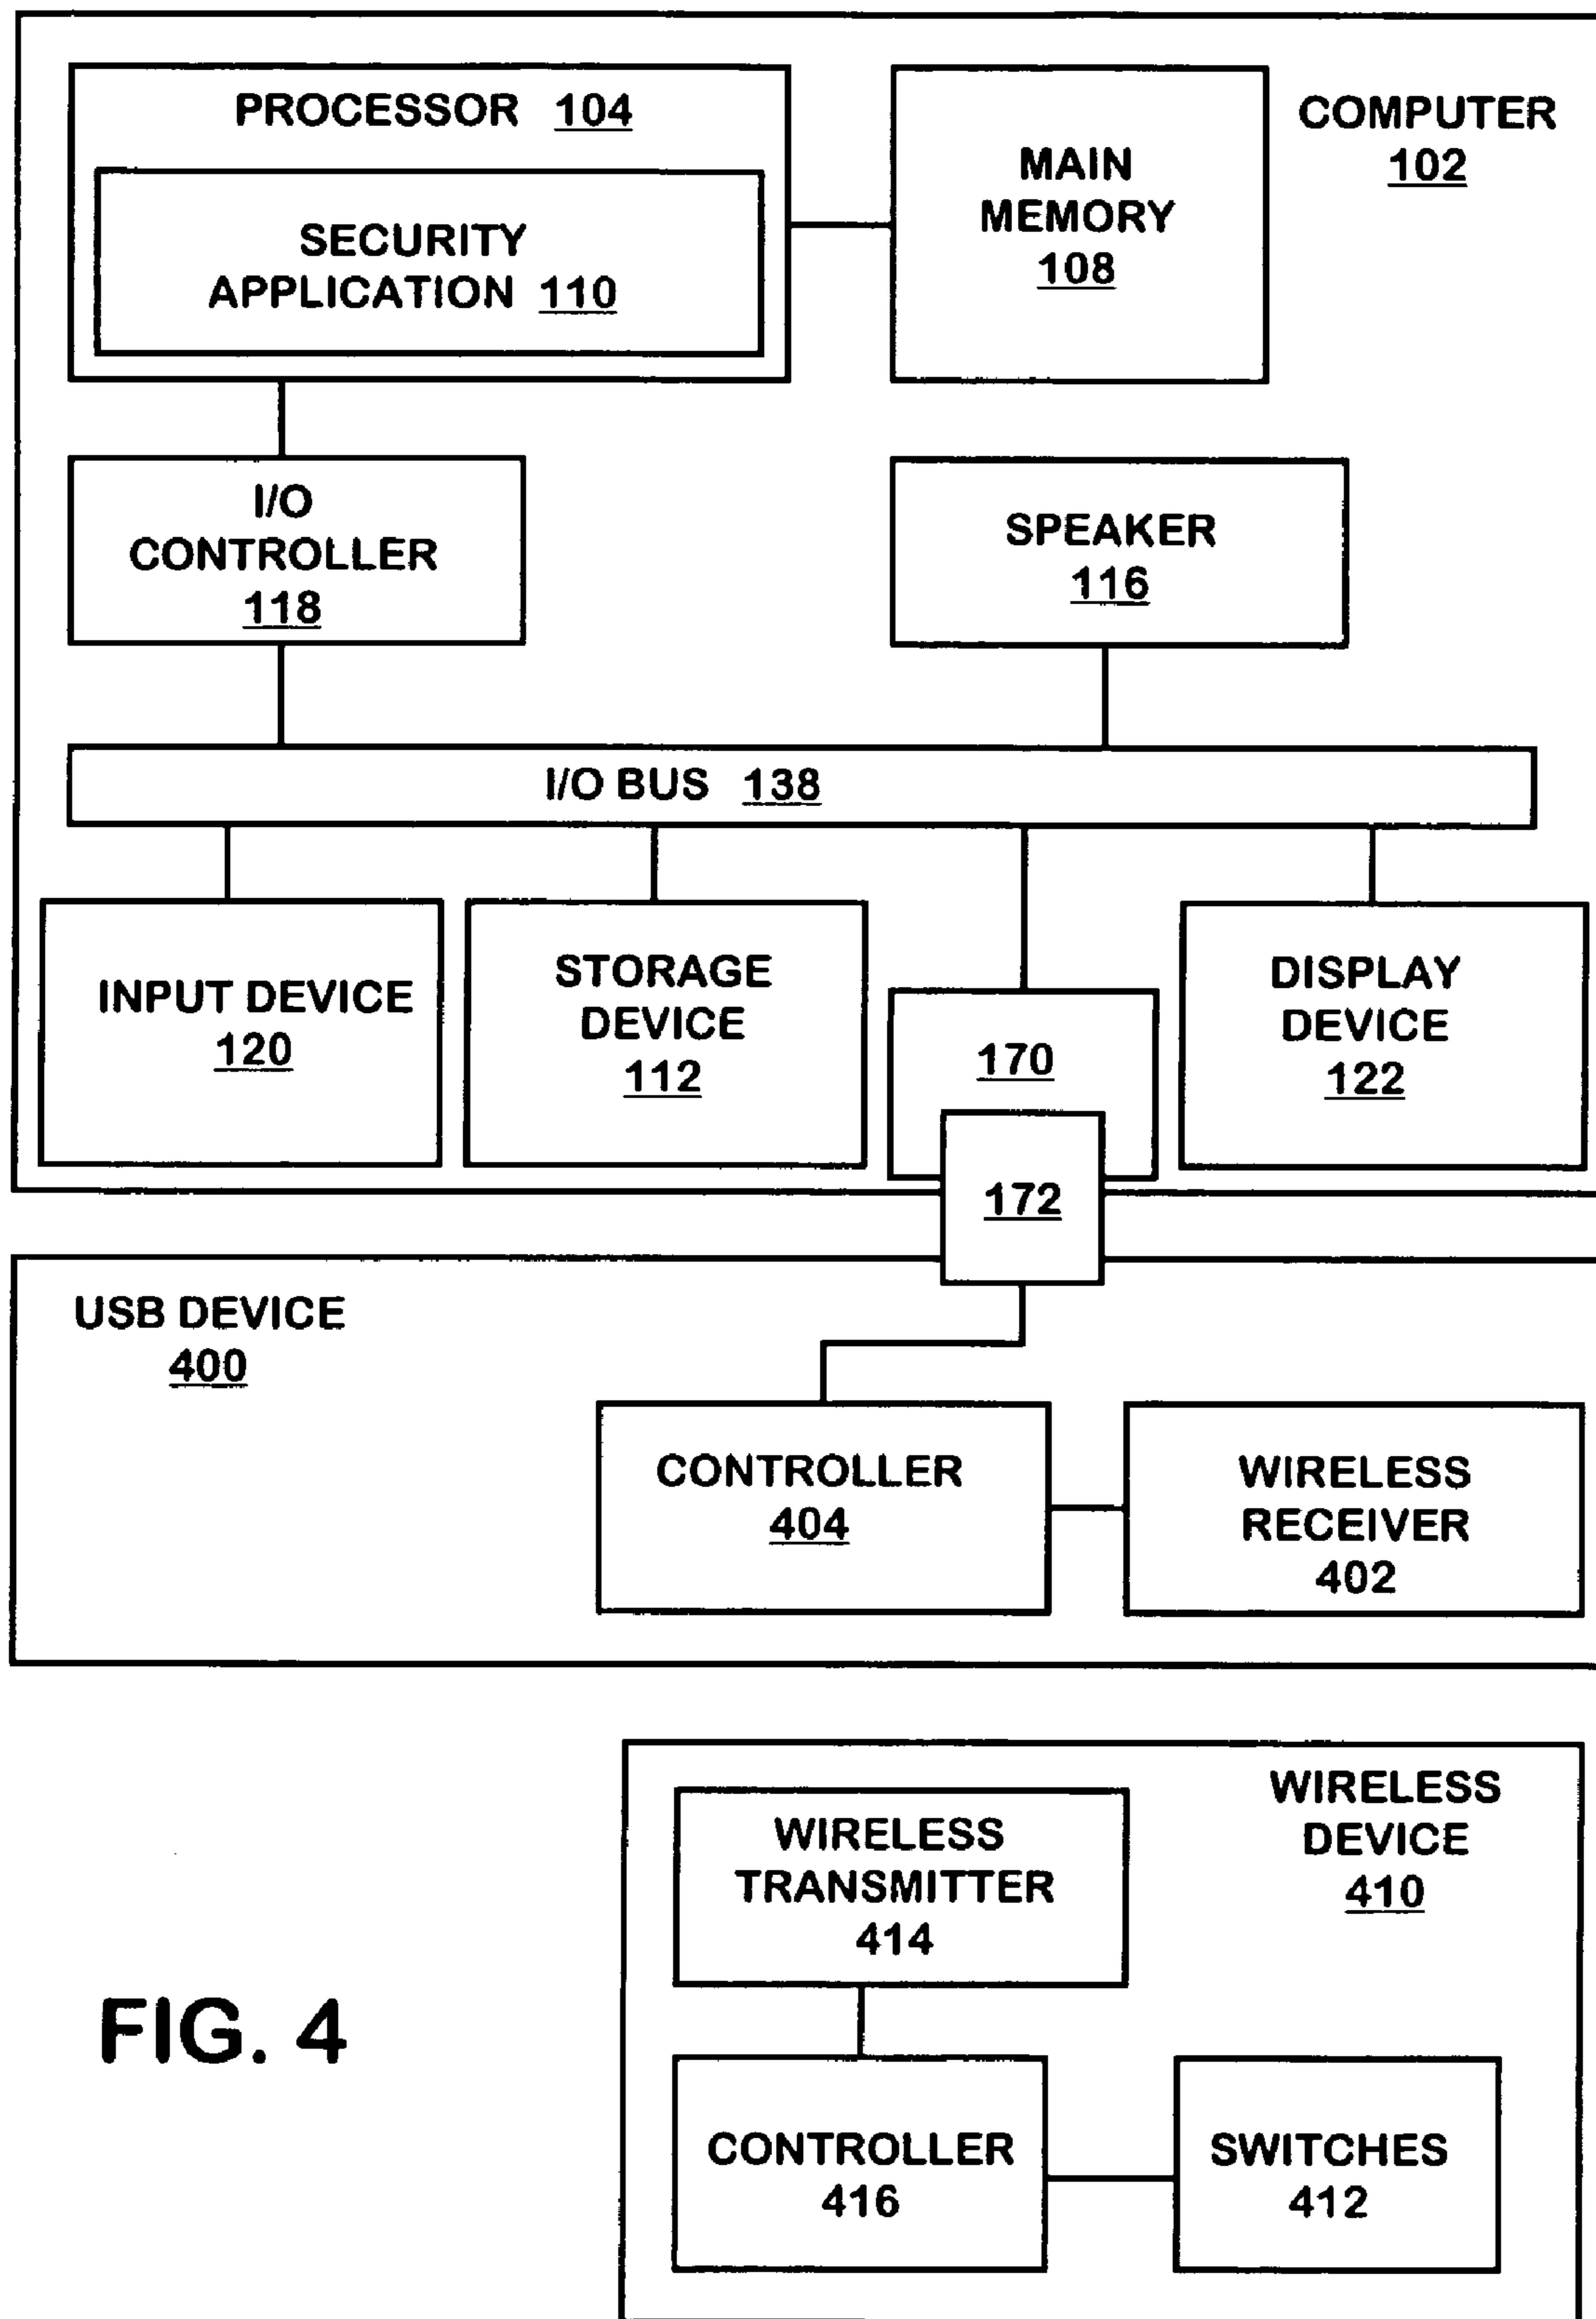 PROCESSOR 104
SECURITY
APPLICATION 110
MAIN
MEMORY
108
COMPUTER
102
I/O
CONTROLLER
118
SPEAKER
116
I/O BUS 138
INPUT DEVICE
120
STORAGE
DEVICE
112
170
DISPLAY
DEVICE
122
172
USB DEVICE
400
CONTROLLER
404
WIRELESS
RECEIVER
402
WIRELESS
DEVICE
410
WIRELESS
TRANSMITTER
414
CONTROLLER
416
SWITCHES
412
FIG. 4